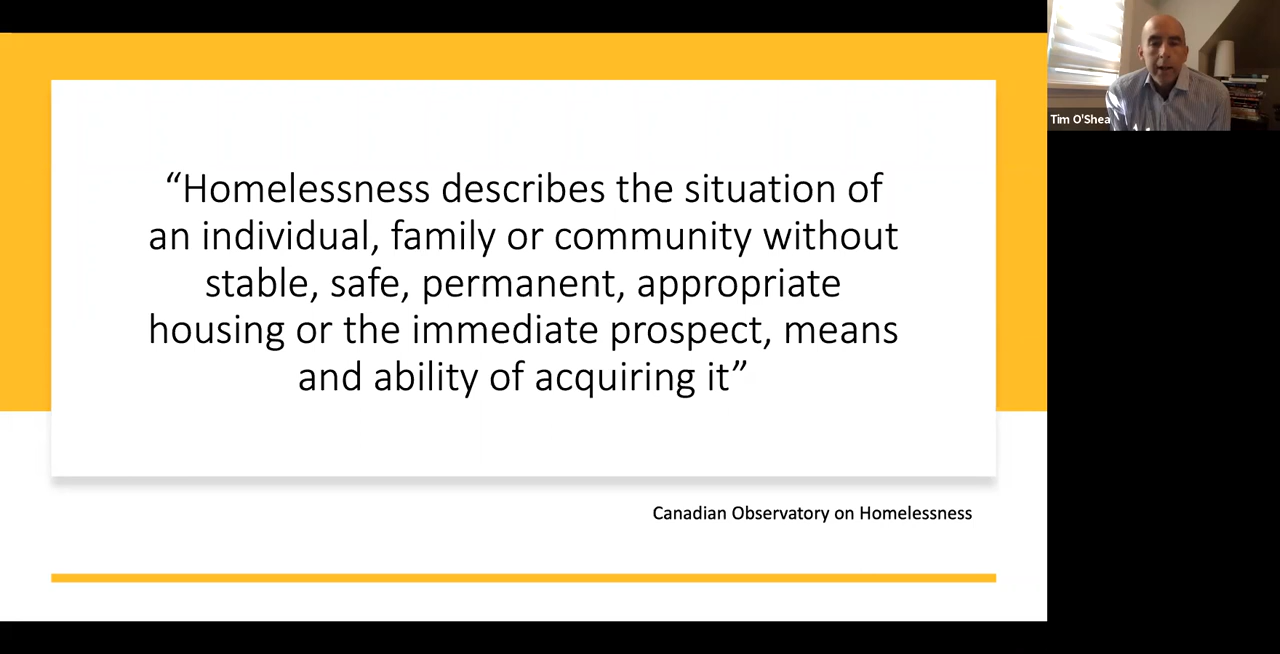 “Homelessness describes the situation of
an individual, family or community without
stable, safe, permanent, appropriate
housing or the immediate prospect, means
and ability of acquiring it”
Canadian Observatory on Homelessness
Tim O'Shea